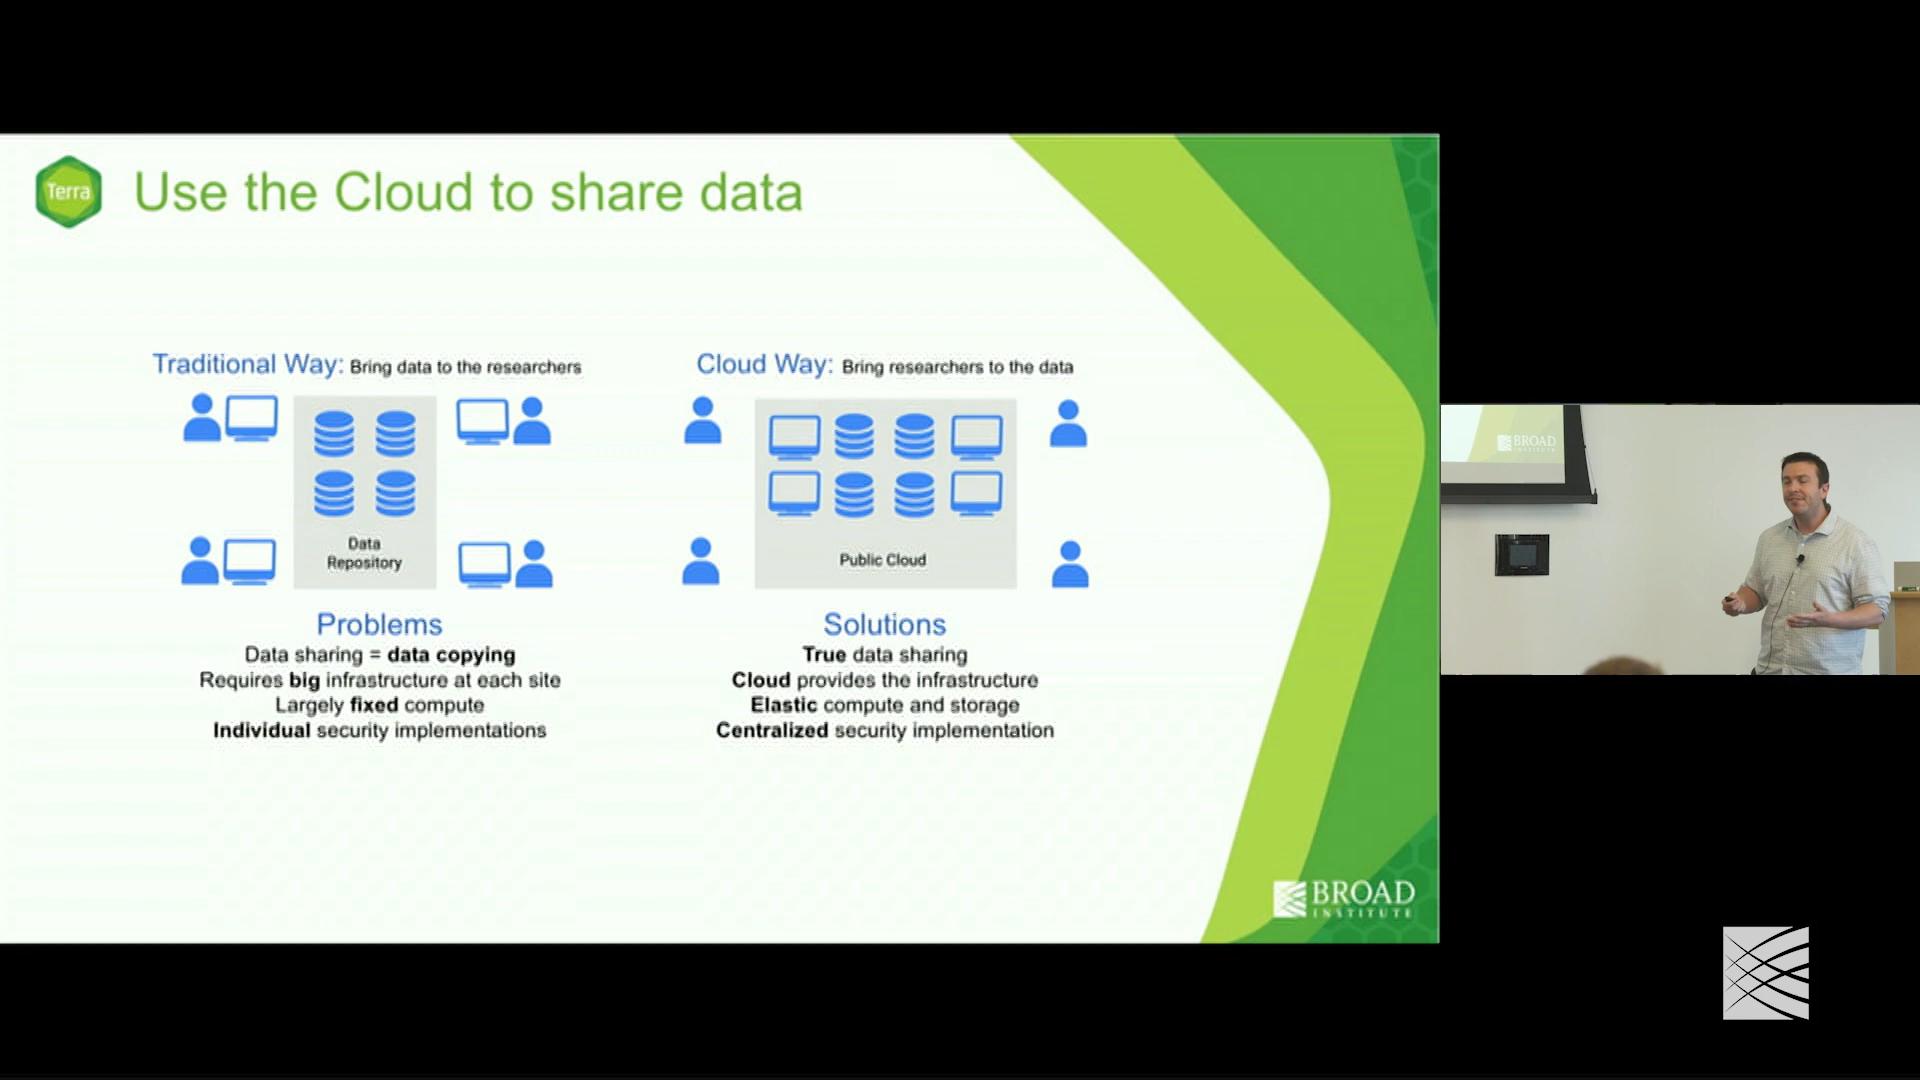 Terra
Use the Cloud to share data
Traditional Way: Bring data to the researchers
Data
Repository
Problems
Data sharing = data copying
Requires big infrastructure at each site
Largely fixed compute
Individual security implementations
Cloud Way: Bring researchers to the data
Public Cloud
Solutions
True data sharing
Cloud provides the infrastructure
Elastic compute and storage
Centralized security implementation
BROAD
INSTITUTE
BROAD
INSTITUTE